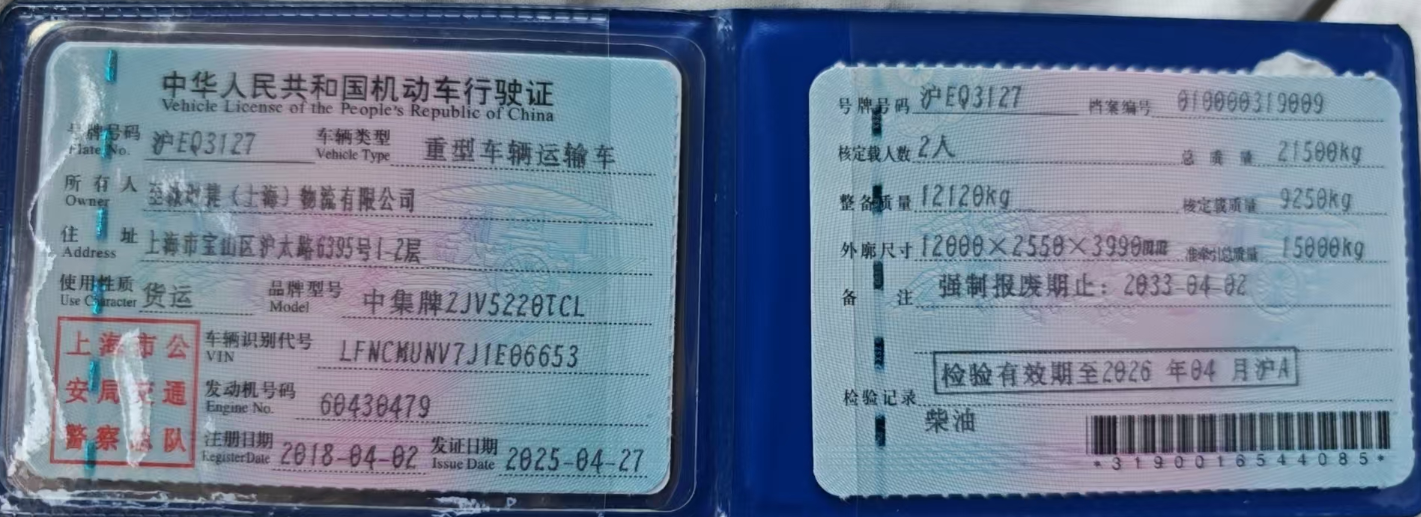 中华人民共和国机动车行驶证
Vehicle License of the People's Republic of China
号牌号码 沪EQ3127 车辆类型 重型车辆运输车
Plate No. Vehicle Type
所有人 （上海）物流有限公司
Owner
住址 上海市宝山区沪太路6395号1-2层
Address
使用性质 货运 品牌型号 中集牌ZJV5220TCL
Use Character Model
上海市公
安局交通
警察总队
车辆识别代号 LFNCMUNV7J1E06653
VIN
发动机号码 60430479
Engine No.
注册日期 2018-04-02 发证日期 2025-04-27
Register Date Issue Date
号牌号码 沪EQ3127 档案编号 010000319009
核定载人数 2人 总质量 21500kg
整备质量 12120kg 核定载质量 9250kg
外廓尺寸 12000×2550×3990mm 准牵引总质量 15000kg
备注 强制报废期止：2033-04-02
检验有效期至2026 年04 月沪A
检验记录
柴油
*3190016544085*